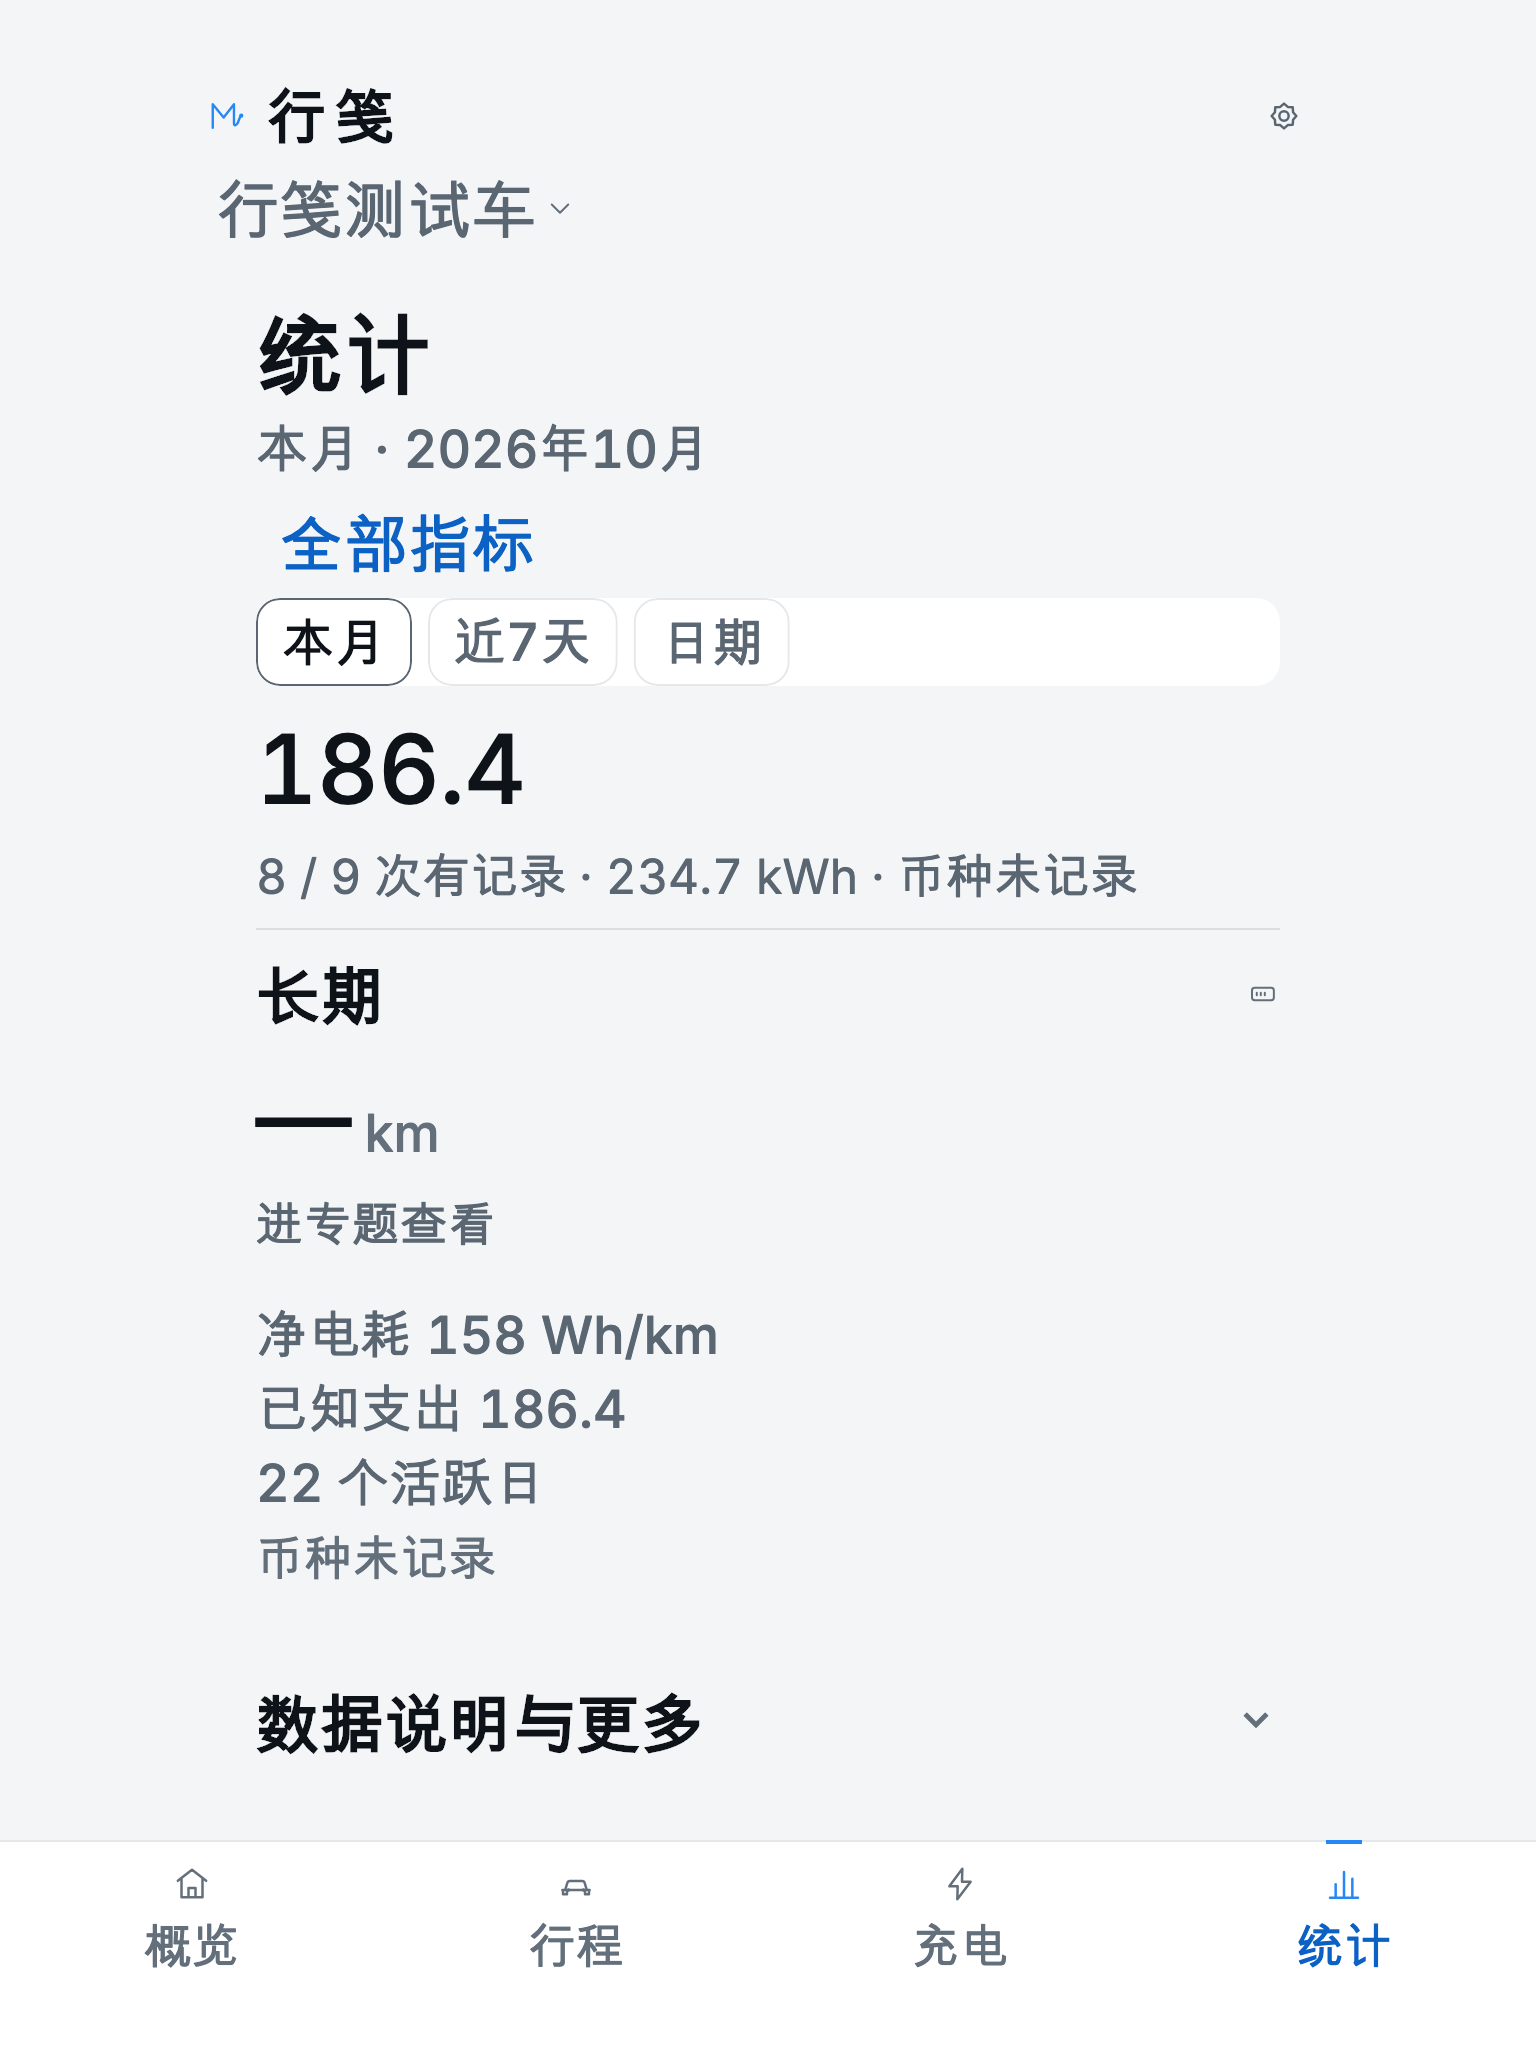 行笺
行笺测试车
统计
本月 · 2026年10月
全部指标
本月 近7天 日期
186.4
8 / 9 次有记录 · 234.7 kWh · 币种未记录
长期
— km
进专题查看
净电耗 158 Wh/km
已知支出 186.4
22 个活跃日
币种未记录
数据说明与更多
概览 行程 充电 统计